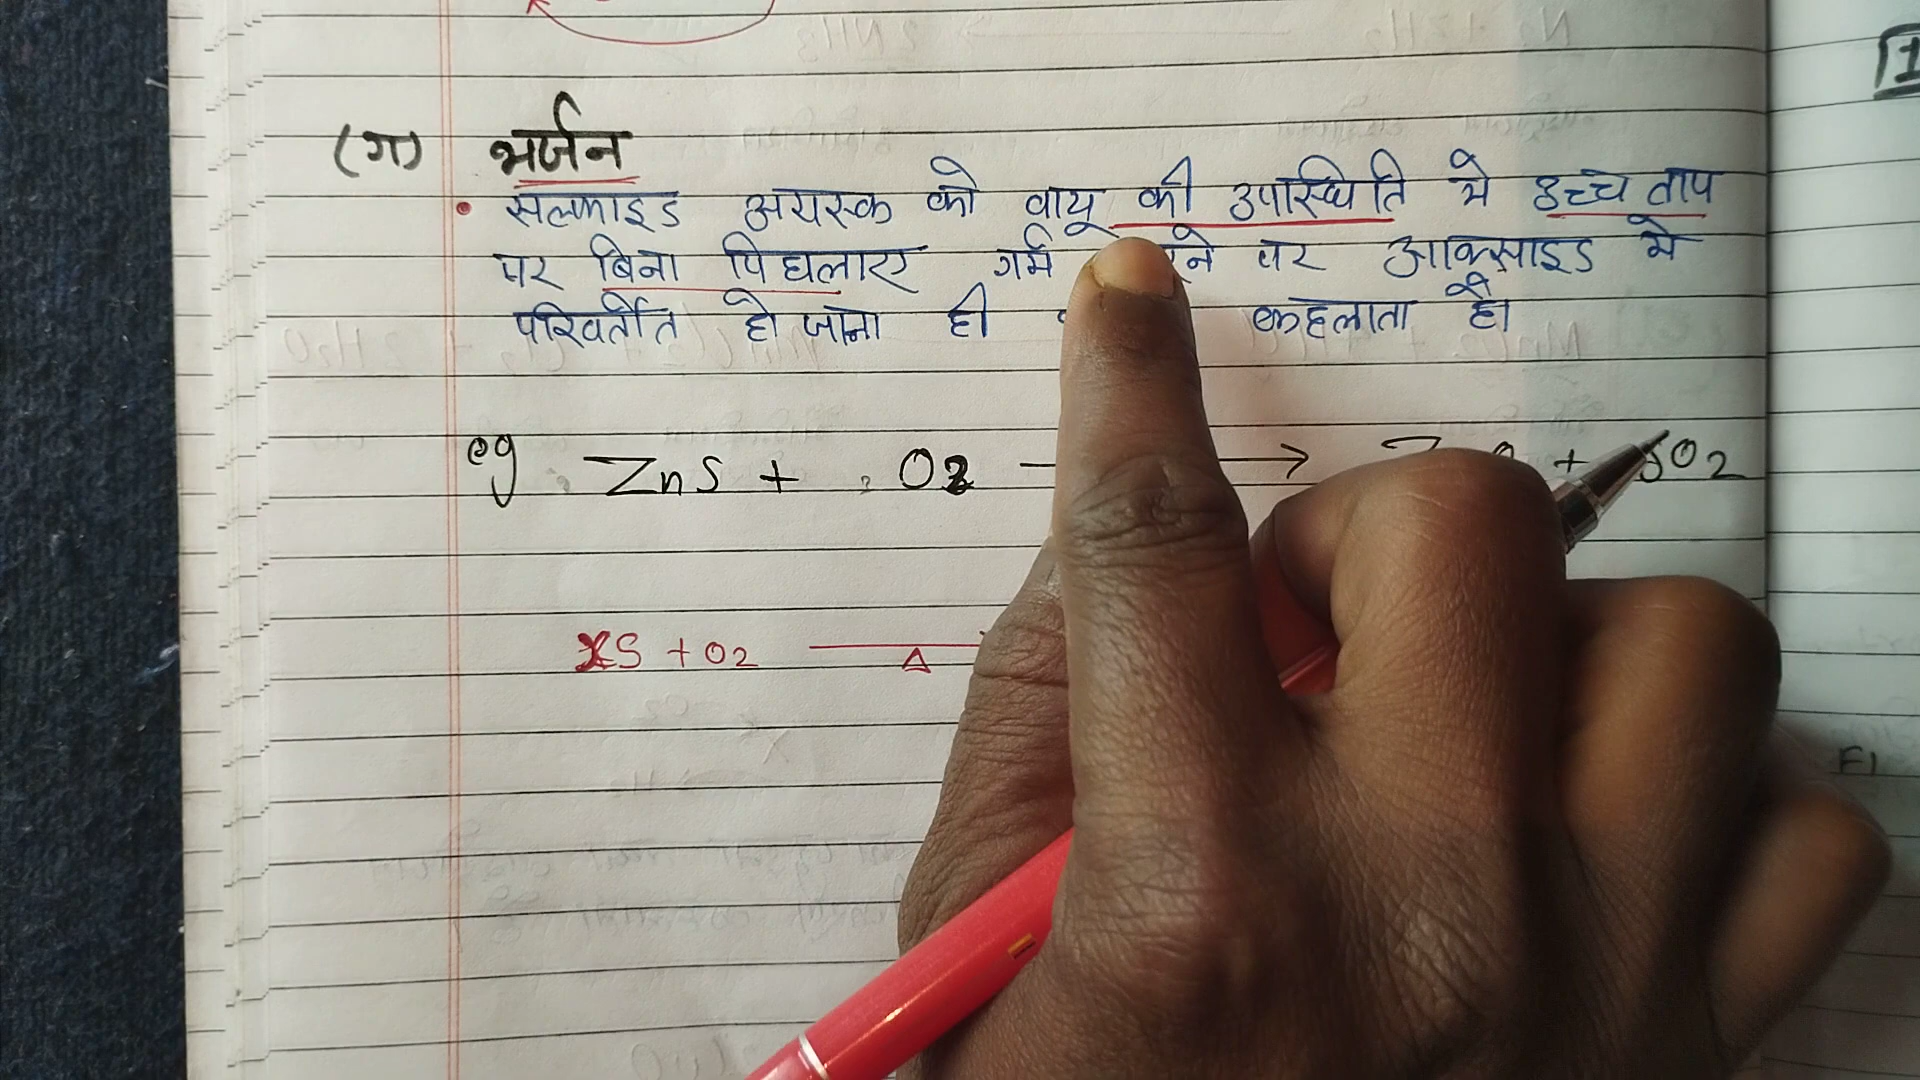 (ग) भर्जन
• सल्फाइड अयस्क को वायू की उपस्थिति मे उच्च ताप
पर बिना पिघलाए गर्म पर आक्साइड मे
परिवर्तीत हो जाना ही कहलाता है।
eg ZnS + O2 → + SO2
XS + O2 Δ